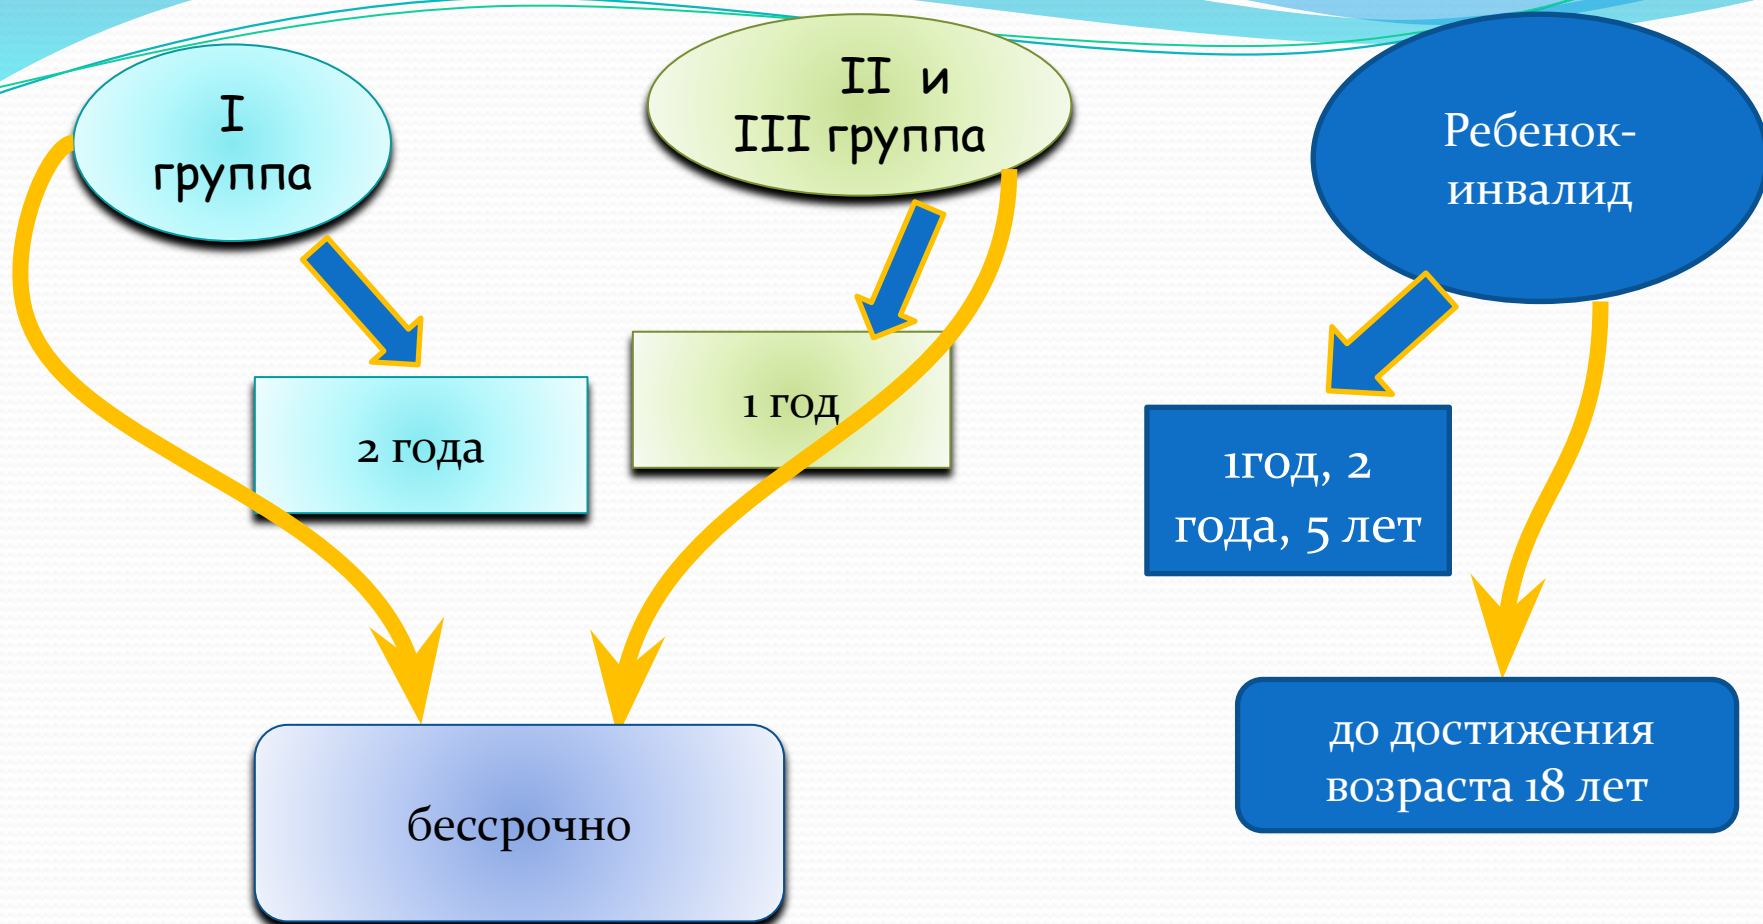 I
группа
II и
III группа
Ребенок-
инвалид
2 года
1 год
1год, 2
года, 5 лет
бессрочно
до достижения
возраста 18 лет